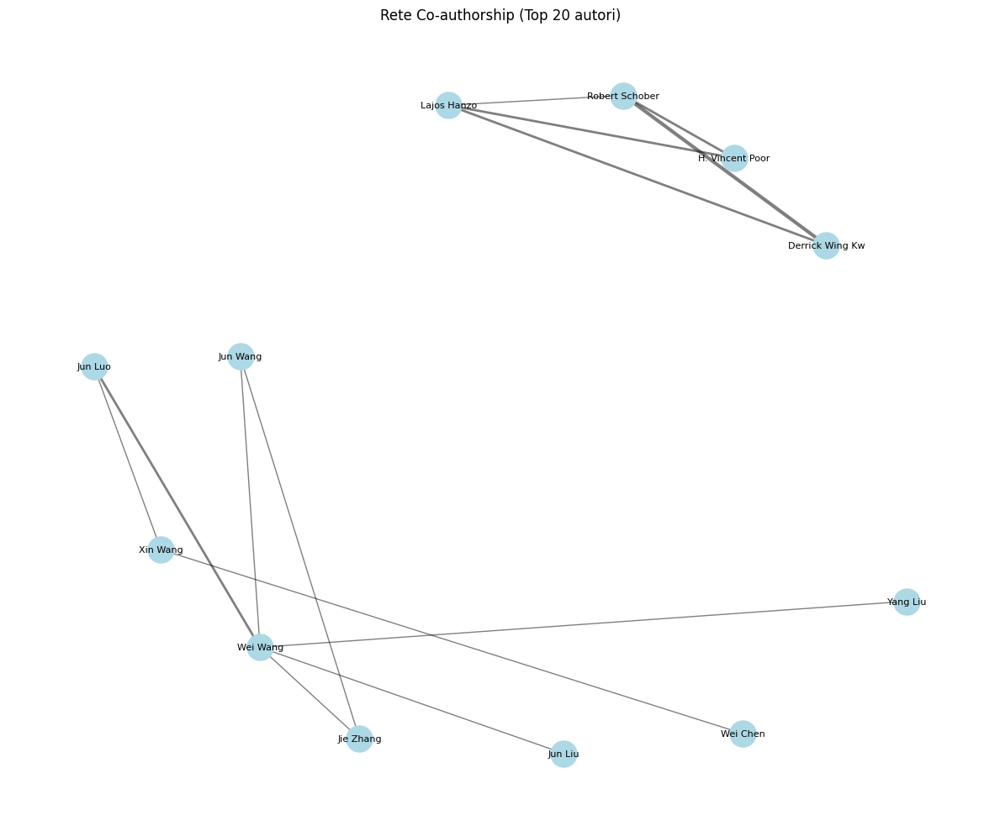 Rete Co-authorship (Top 20 autori)
Robert Schober
Lajos Hanzo
H. Vincent Poor
Derrick Wing Kw
Jun Wang
Jun Luo
Xin Wang
Yang Liu
Wei Wang
Wei Chen
Jie Zhang
Jun Liu